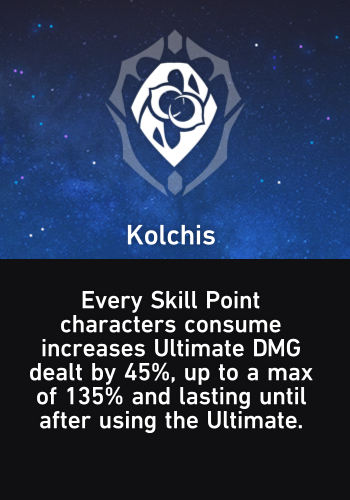 Kolchis
Every Skill Point
characters consume
increases Ultimate DMG
dealt by 45%, up to a max
of 135% and lasting until
after using the Ultimate.